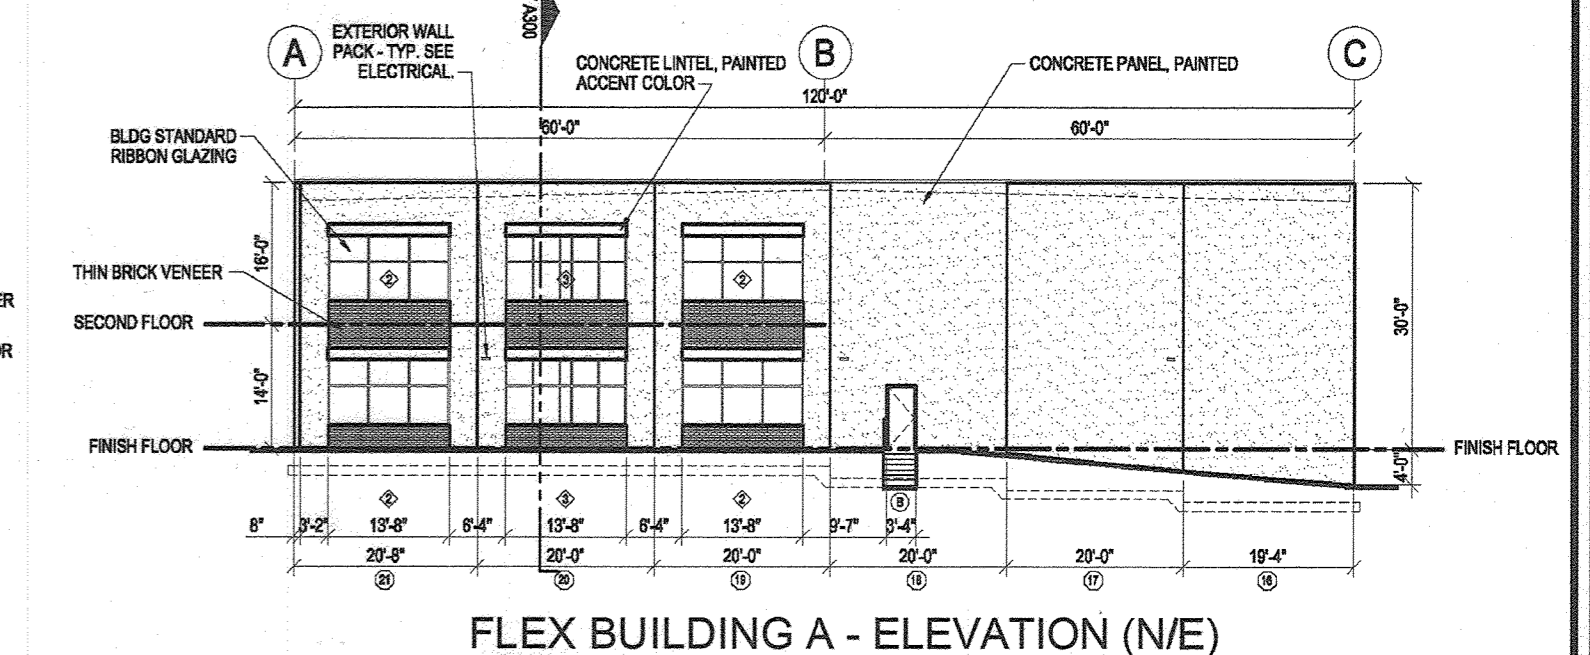 A300
EXTERIOR WALL
PACK - TYP. SEE
ELECTRICAL.
A
B
C
CONCRETE LINTEL, PAINTED
ACCENT COLOR
CONCRETE PANEL, PAINTED
120'-0"
60'-0"
60'-0"
BLDG STANDARD
RIBBON GLAZING
THIN BRICK VENEER
SECOND FLOOR
FINISH FLOOR
16'-0"
14'-0"
2
3
2
30'-0"
4'-0"
FINISH FLOOR
2
3
2
B
8"
3'-2"
13'-8"
6'-4"
13'-8"
6'-4"
13'-8"
9'-7"
3'-4"
20'-8"
20'-0"
20'-0"
20'-0"
20'-0"
19'-4"
21
20
19
18
17
16
FLEX BUILDING A - ELEVATION (N/E)